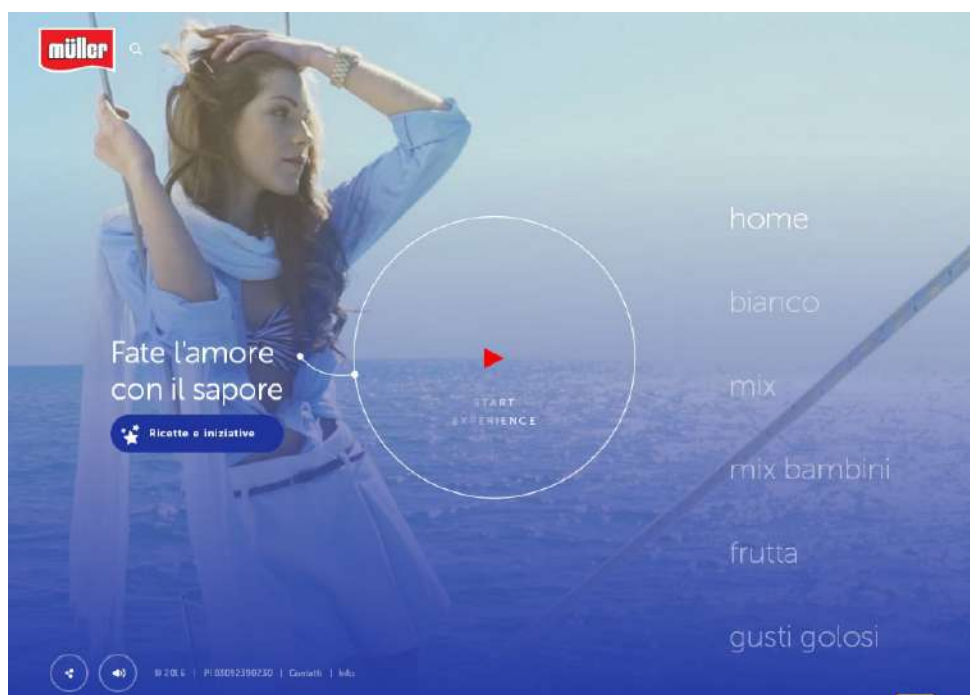 müller
home
bianco
Fate l'amore
con il sapore
mix
START
EXPERIENCE
Ricette e iniziative
mix bambini
frutta
gusti golosi
| Contatti | Info